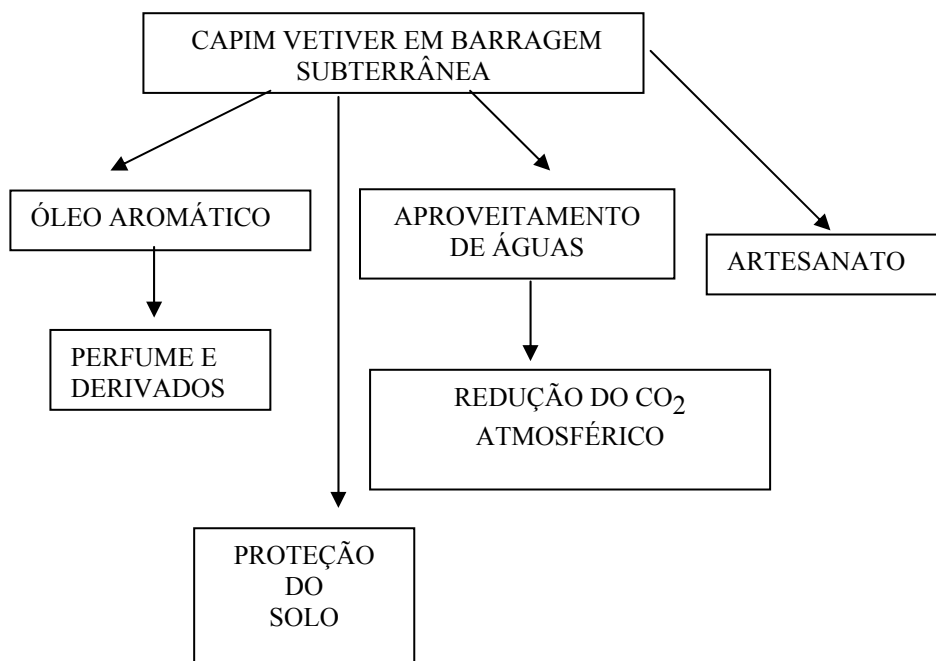 CAPIM VETIVER EM BARRAGEM
SUBTERRÂNEA
ÓLEO AROMÁTICO
APROVEITAMENTO
DE ÁGUAS
ARTESANATO
PERFUME E
DERIVADOS
REDUÇÃO DO CO2
ATMOSFÉRICO
PROTEÇÃO
DO
SOLO